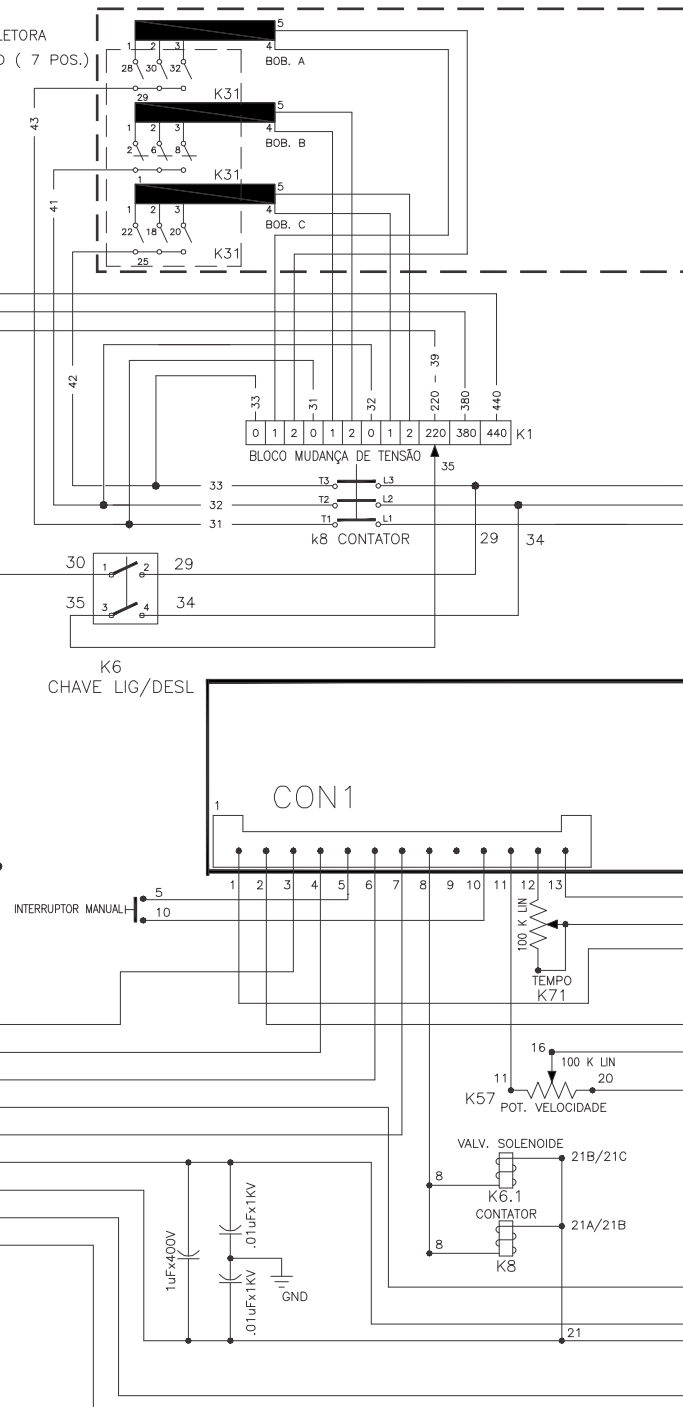 LETORA
( 7 POS.)
5
4
BOB. A
1 2 3
28 30 32
29
K31
43
5
4
BOB. B
1 2 3
2 6 8
K31
1
41
5
4
BOB. C
1 2 3
22 18 20
25
K31
42
33
31
32
220 - 39
380
440
0 1 2 0 1 2 0 1 2 220 380 440
K1
BLOCO MUDANÇA DE TENSÃO
35
33 T3 L3
32 T2 L2
31 T1 L1
k8 CONTATOR
29 34
30 1 2 29
35 3 4 34
K6
CHAVE LIG/DESL
CON1
1
1 2 3 4 5 6 7 8 9 10 11 12 13
INTERRUPTOR MANUAL
5
10
100 K LIN
TEMPO
K71
16
100 K LIN
11 20
K57
POT. VELOCIDADE
VALV. SOLENOIDE
21B/21C
8
K6.1
CONTATOR
21A/21B
8
K8
1uFx400V
.01uFx1KV
.01uFx1KV
GND
21